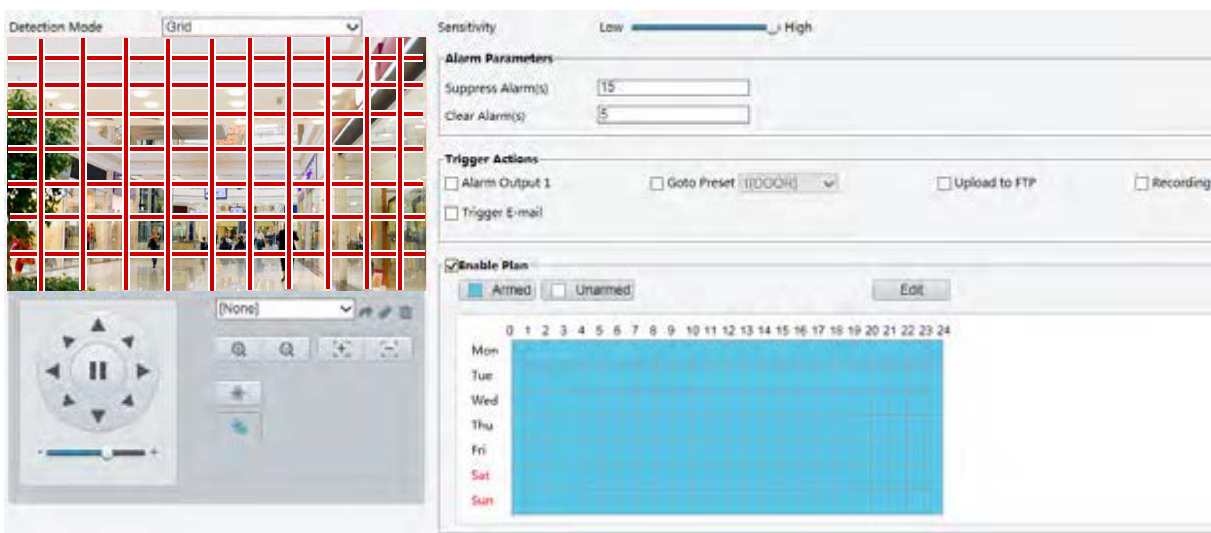 Detection Mode Grid
Sensitivity Low High
Alarm Parameters
Suppress Alarm(s) 15
Clear Alarm(s) 5
Trigger Actions
Alarm Output 1 Goto Preset Upload to FTP Recording
Trigger E-mail
Enable Plan
Armed Unarmed Edit
[None]
0 1 2 3 4 5 6 7 8 9 10 11 12 13 14 15 16 17 18 19 20 21 22 23 24
Mon
Tue
Wed
Thu
Fri
Sat
Sun